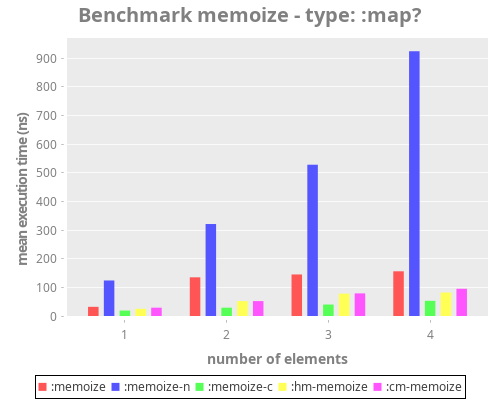 Benchmark memoize - type: :map?
mean execution time (ns)
900
800
700
600
500
400
300
200
100
0
1 2 3 4
number of elements
:memoize :memoize-n :memoize-c :hm-memoize :cm-memoize